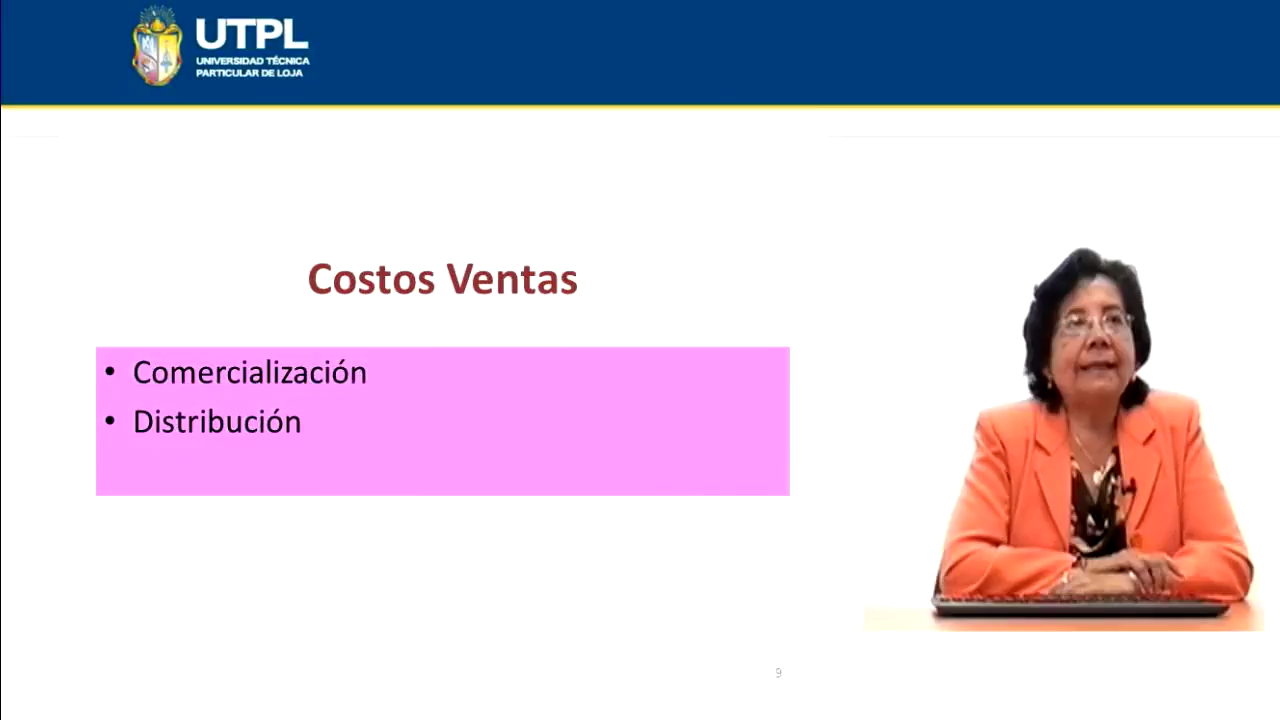 UTPL
UNIVERSIDAD TÉCNICA
PARTICULAR DE LOJA
Costos Ventas
• Comercialización
• Distribución
9